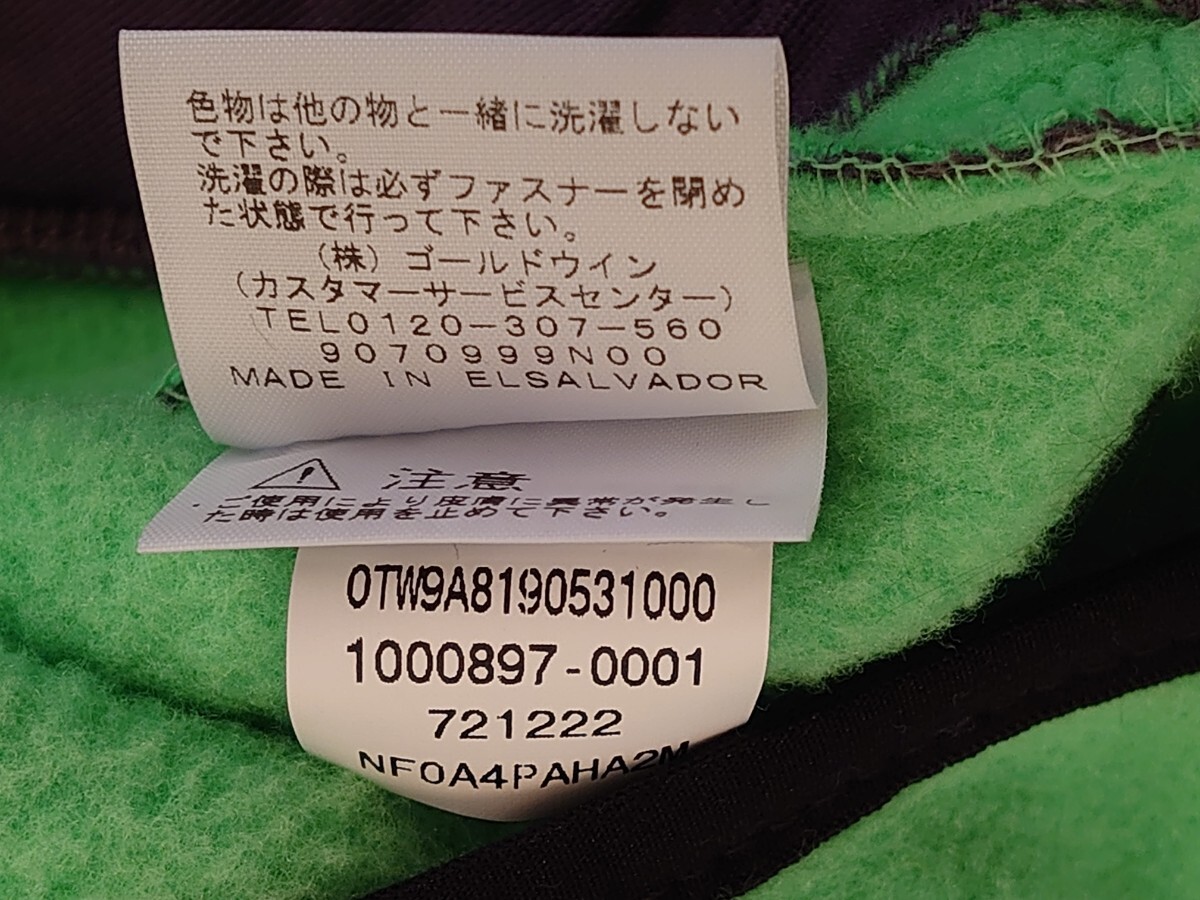 色物は他の物と一緒に洗濯しない
で下さい。
洗濯の際は必ずファスナーを閉め
た状態で行って下さい。
(株)ゴールドウイン
(カスタマーサービスセンター)
TEL0120-307-560
9070999N00
MADE IN ELSALVADOR
注意
・ご使用により皮膚に異常が発生し
た時は使用を止めて下さい。
0TW9A8190531000
1000897-0001
721222
NF0A4PAHA2M